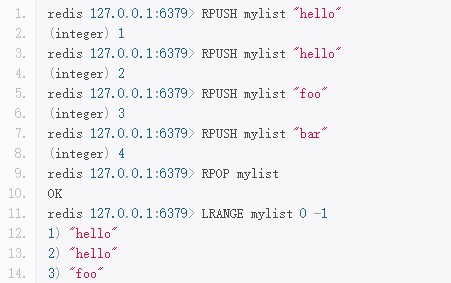 1. redis 127.0.0.1:6379> RPUSH mylist "hello"
2. (integer) 1
3. redis 127.0.0.1:6379> RPUSH mylist "hello"
4. (integer) 2
5. redis 127.0.0.1:6379> RPUSH mylist "foo"
6. (integer) 3
7. redis 127.0.0.1:6379> RPUSH mylist "bar"
8. (integer) 4
9. redis 127.0.0.1:6379> RPOP mylist
10. OK
11. redis 127.0.0.1:6379> LRANGE mylist 0 -1
12. 1) "hello"
13. 2) "hello"
14. 3) "foo"